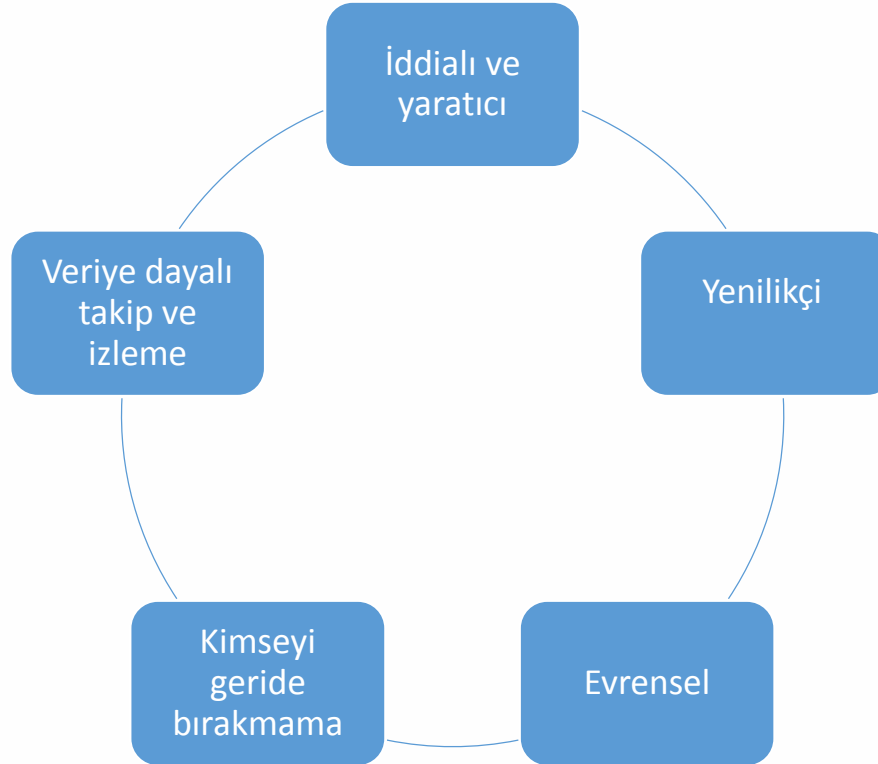 İddialı ve
yaratıcı
Yenilikçi
Evrensel
Kimseyi
geride
bırakmama
Veriye dayalı
takip ve
izleme